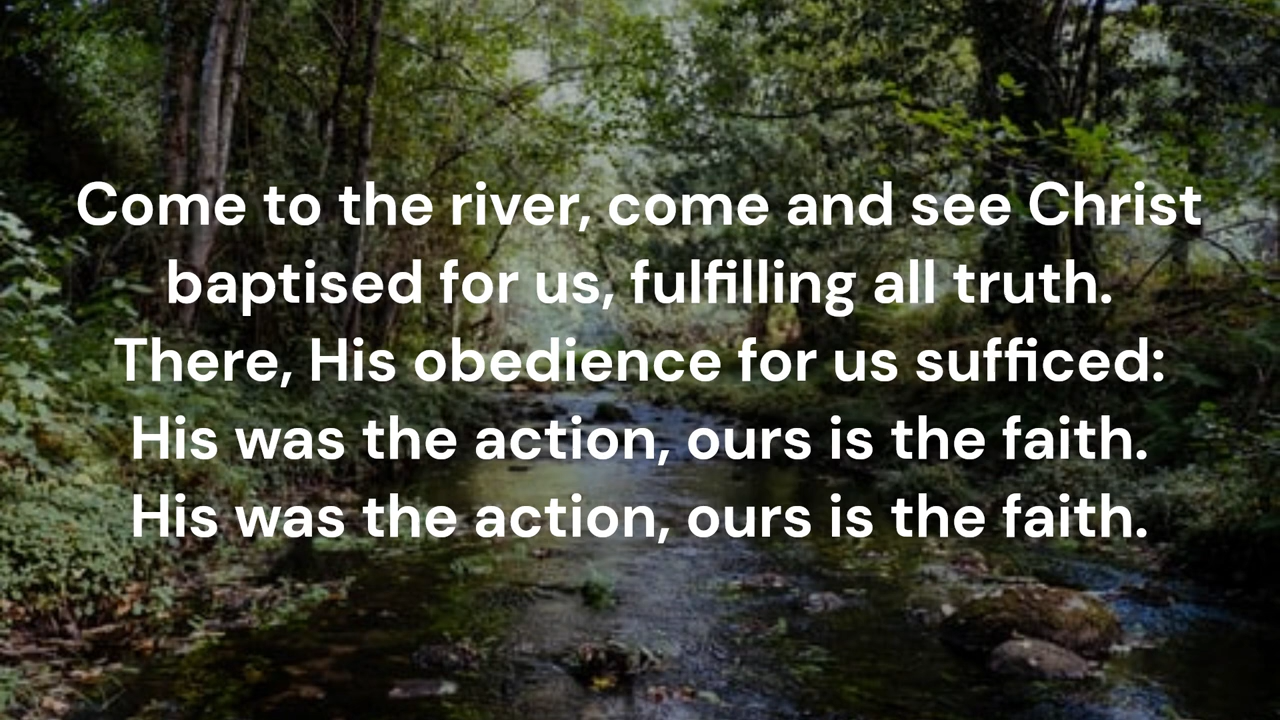 Come to the river, come and see Christ
baptised for us, fulfilling all truth.
There, His obedience for us sufficed:
His was the action, ours is the faith.
His was the action, ours is the faith.